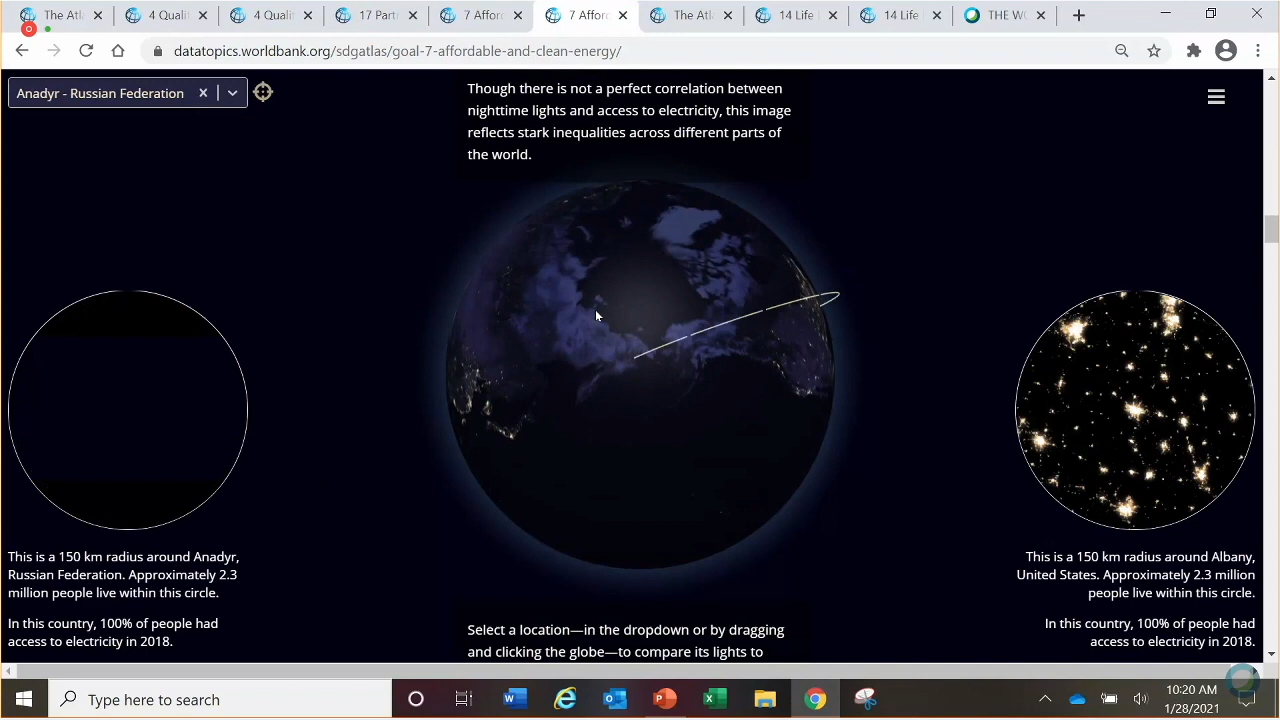 The Atl
4 Quali
4 Quali
17 Part
7 Affor
7 Affor
The Atl
14 Life
14 Life
THE WO
datatopics.worldbank.org/sdgatlas/goal-7-affordable-and-clean-energy/
Anadyr - Russian Federation
Though there is not a perfect correlation between
nighttime lights and access to electricity, this image
reflects stark inequalities across different parts of
the world.
This is a 150 km radius around Anadyr,
Russian Federation. Approximately 2.3
million people live within this circle.
In this country, 100% of people had
access to electricity in 2018.
This is a 150 km radius around Albany,
United States. Approximately 2.3 million
people live within this circle.
In this country, 100% of people had
access to electricity in 2018.
Select a location—in the dropdown or by dragging
and clicking the globe—to compare its lights to
Type here to search
10:20 AM
1/28/2021